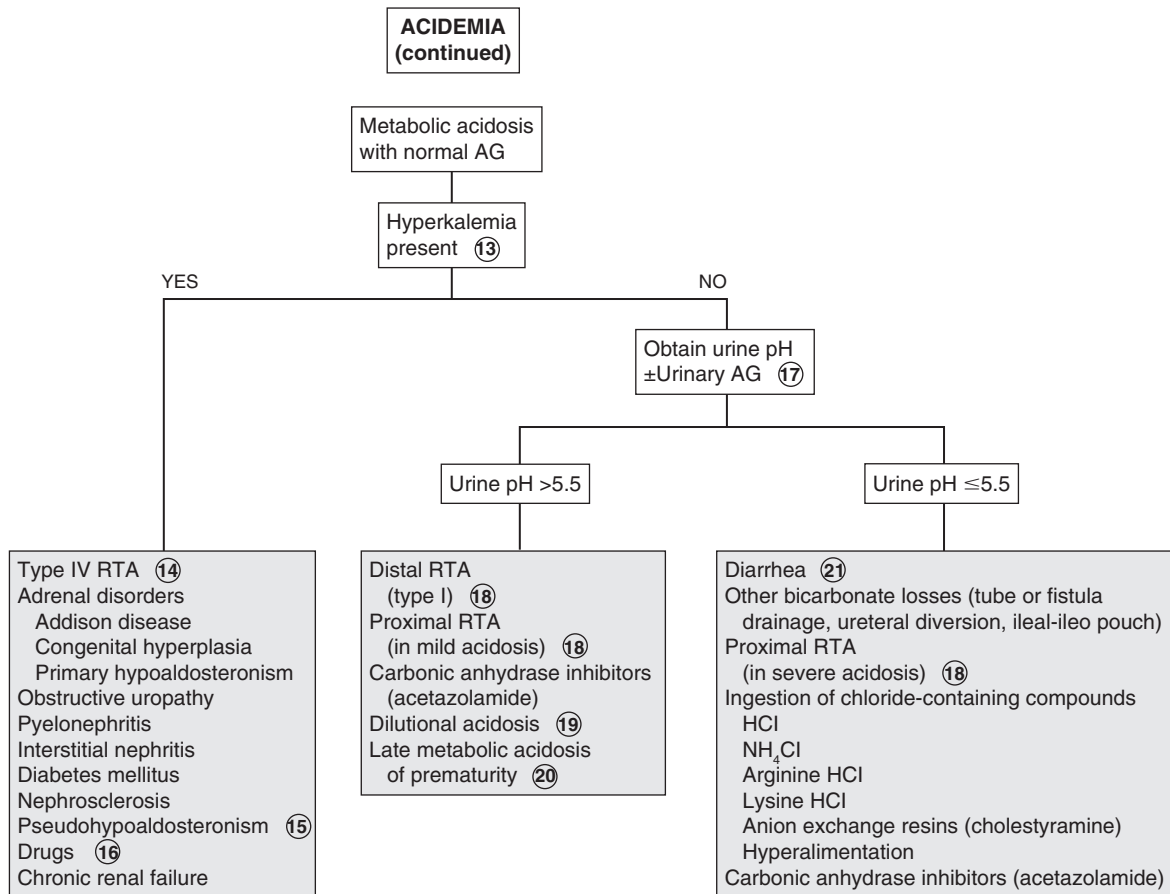 ACIDEMIA
(continued)
Metabolic acidosis
with normal AG
Hyperkalemia
present 13
YES
NO
Obtain urine pH
±Urinary AG 17
Urine pH >5.5
Urine pH ≤5.5
Type IV RTA 14
Adrenal disorders
Addison disease
Congenital hyperplasia
Primary hypoaldosteronism
Obstructive uropathy
Pyelonephritis
Interstitial nephritis
Diabetes mellitus
Nephrosclerosis
Pseudohypoaldosteronism 15
Drugs 16
Chronic renal failure
Distal RTA
(type I) 18
Proximal RTA
(in mild acidosis) 18
Carbonic anhydrase inhibitors
(acetazolamide)
Dilutional acidosis 19
Late metabolic acidosis
of prematurity 20
Diarrhea 21
Other bicarbonate losses (tube or fistula
drainage, ureteral diversion, ileal-ileo pouch)
Proximal RTA
(in severe acidosis) 18
Ingestion of chloride-containing compounds
HCl
NH₄Cl
Arginine HCl
Lysine HCl
Anion exchange resins (cholestyramine)
Hyperalimentation
Carbonic anhydrase inhibitors (acetazolamide)